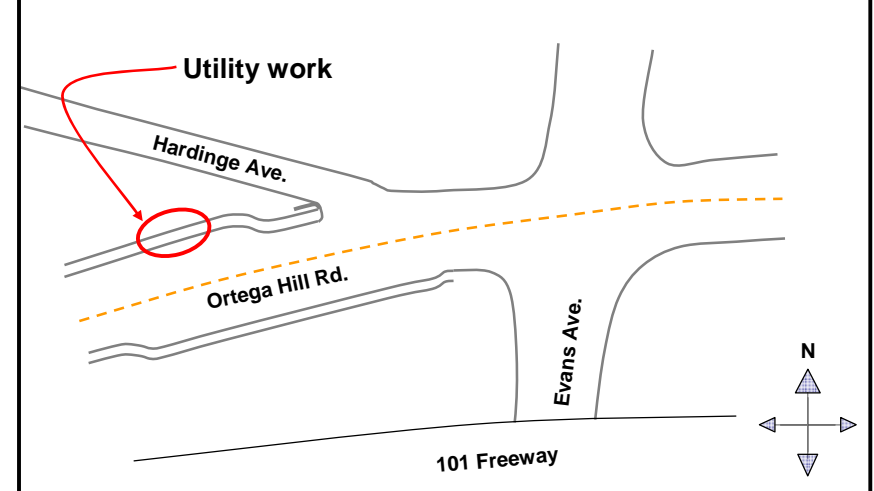 Utility work
Hardinge Ave.
Ortega Hill Rd.
Evans Ave.
N
101 Freeway